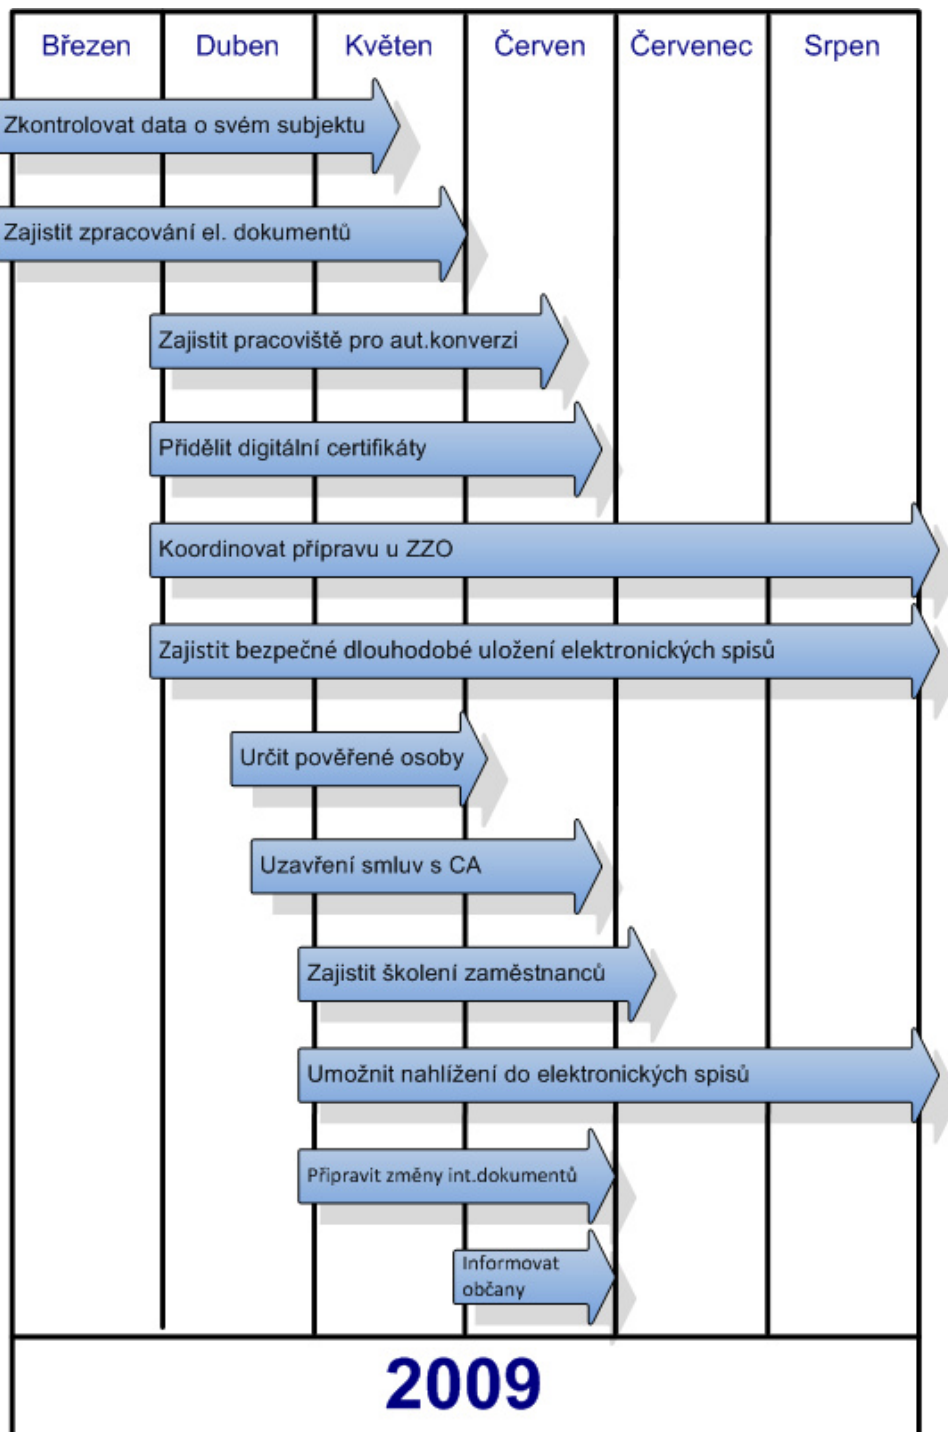 Březen Duben Květen Červen Červenec Srpen
Zkontrolovat data o svém subjektu
Zajistit zpracování el. dokumentů
Zajistit pracoviště pro aut.konverzi
Přidělit digitální certifikáty
Koordinovat přípravu u ZZO
Zajistit bezpečné dlouhodobé uložení elektronických spisů
Určit pověřené osoby
Uzavření smluv s CA
Zajistit školení zaměstnanců
Umožnit nahlížení do elektronických spisů
Připravit změny int.dokumentů
Informovat
občany
2009